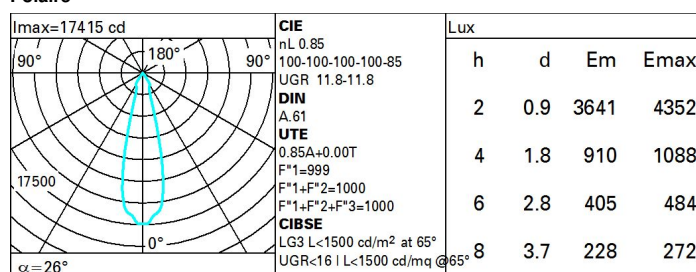 Imax=17415 cd
90°
180°
90°
17500
0°
α=26°
CIE
nL 0.85
100-100-100-100-85
UGR 11.8-11.8
DIN
A.61
UTE
0.85A+0.00T
F"1=999
F"1+F"2=1000
F"1+F"2+F"3=1000
CIBSE
LG3 L<1500 cd/m² at 65°
UGR<16 | L<1500 cd/mq @65°
Lux
h d Em Emax
2 0.9 3641 4352
4 1.8 910 1088
6 2.8 405 484
8 3.7 228 272